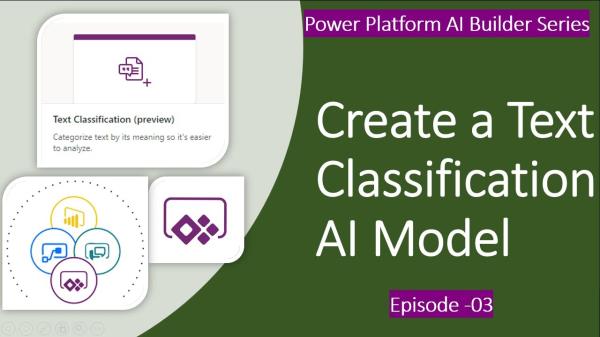 Power Platform AI Builder Series
Text Classification (preview)
Categorize text by its meaning so it's easier
to analyze.
Create a Text
Classification
AI Model
Episode -03